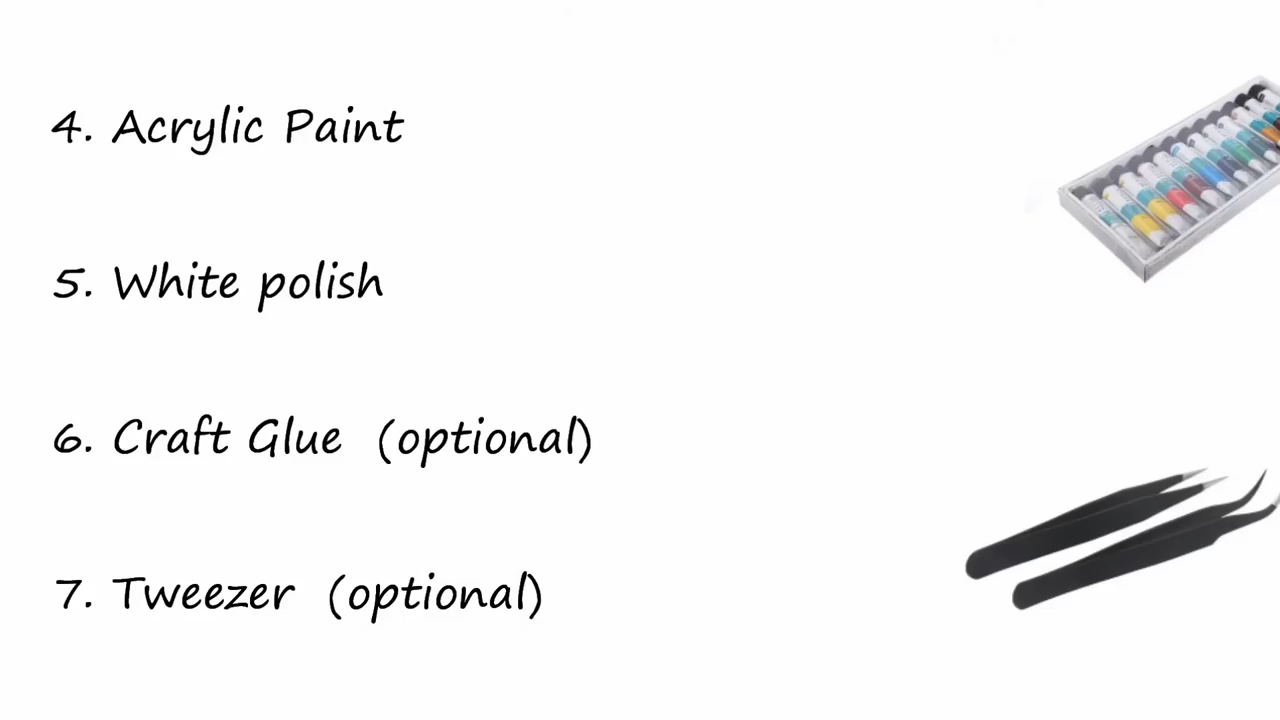 4. Acrylic Paint
5. White polish
6. Craft Glue (optional)
7. Tweezer (optional)